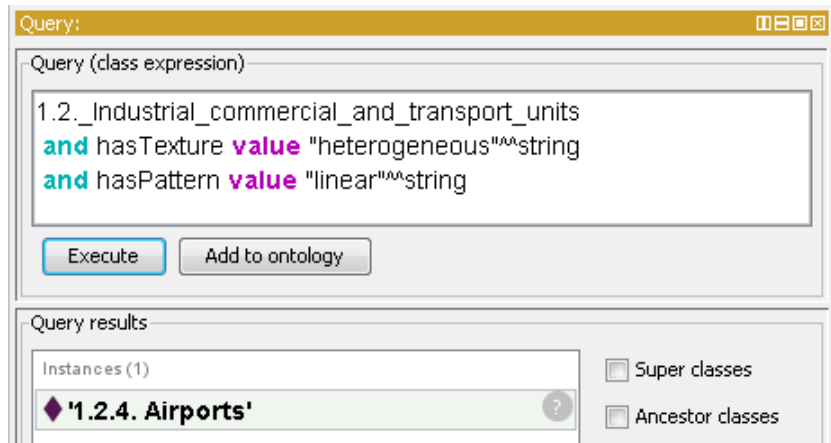 Query:
Query (class expression)
1.2._Industrial_commercial_and_transport_units
and hasTexture value "heterogeneous"^^string
and hasPattern value "linear"^^string
Execute Add to ontology
Query results
Instances (1)
Super classes
'1.2.4. Airports' ?
Ancestor classes